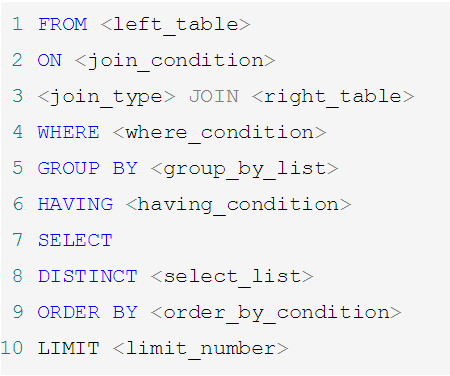 1 FROM <left_table>
2 ON <join_condition>
3 <join_type> JOIN <right_table>
4 WHERE <where_condition>
5 GROUP BY <group_by_list>
6 HAVING <having_condition>
7 SELECT
8 DISTINCT <select_list>
9 ORDER BY <order_by_condition>
10 LIMIT <limit_number>